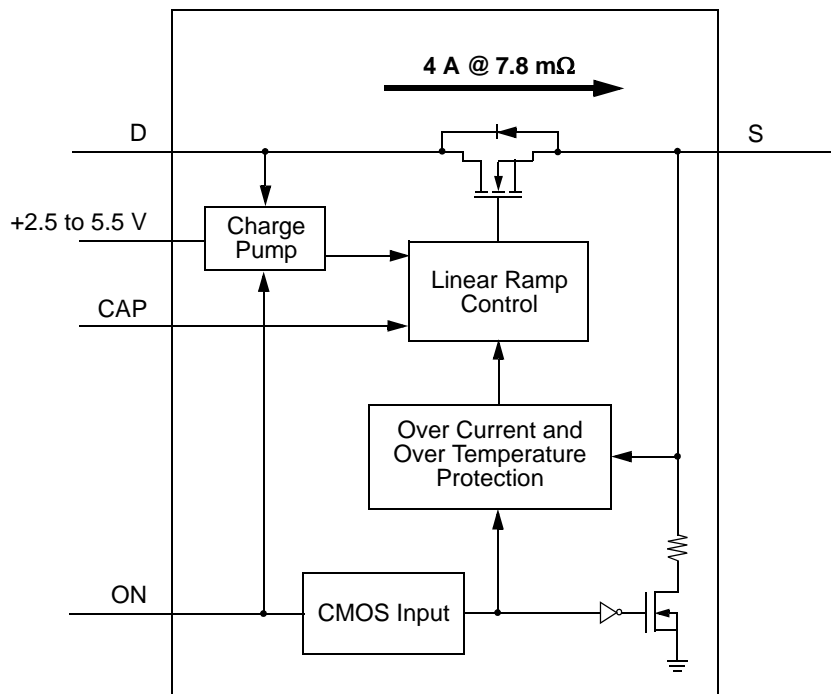 4 A @ 7.8 mΩ
D
S
+2.5 to 5.5 V
Charge
Pump
Linear Ramp
Control
CAP
Over Current and
Over Temperature
Protection
ON
CMOS Input